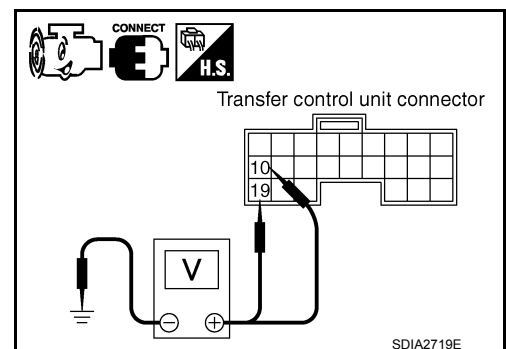 CONNECT
H.S.
Transfer control unit connector
10
19
V
− +
SDIA2719E